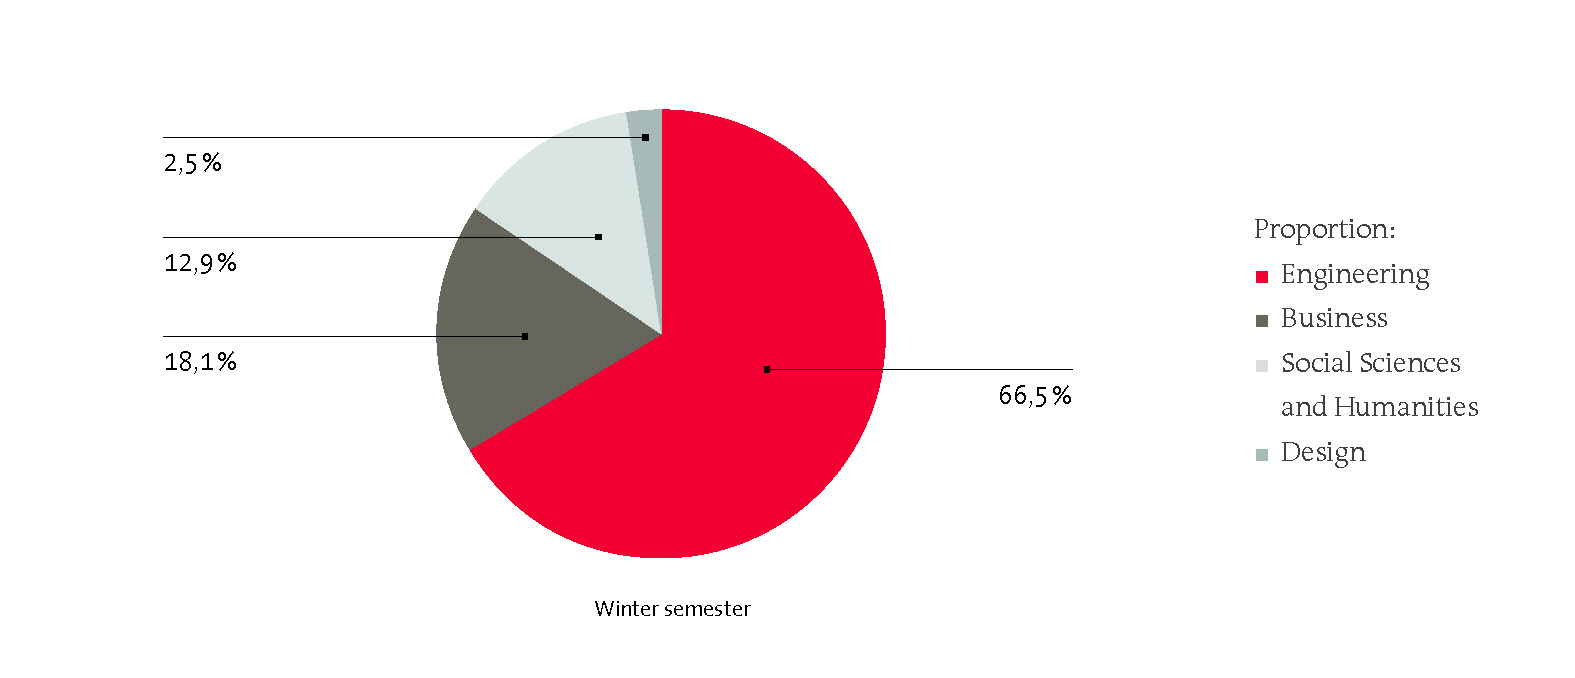 2,5%
12,9%
18,1%
66,5%
Winter semester
Proportion:
Engineering
Business
Social Sciences
and Humanities
Design